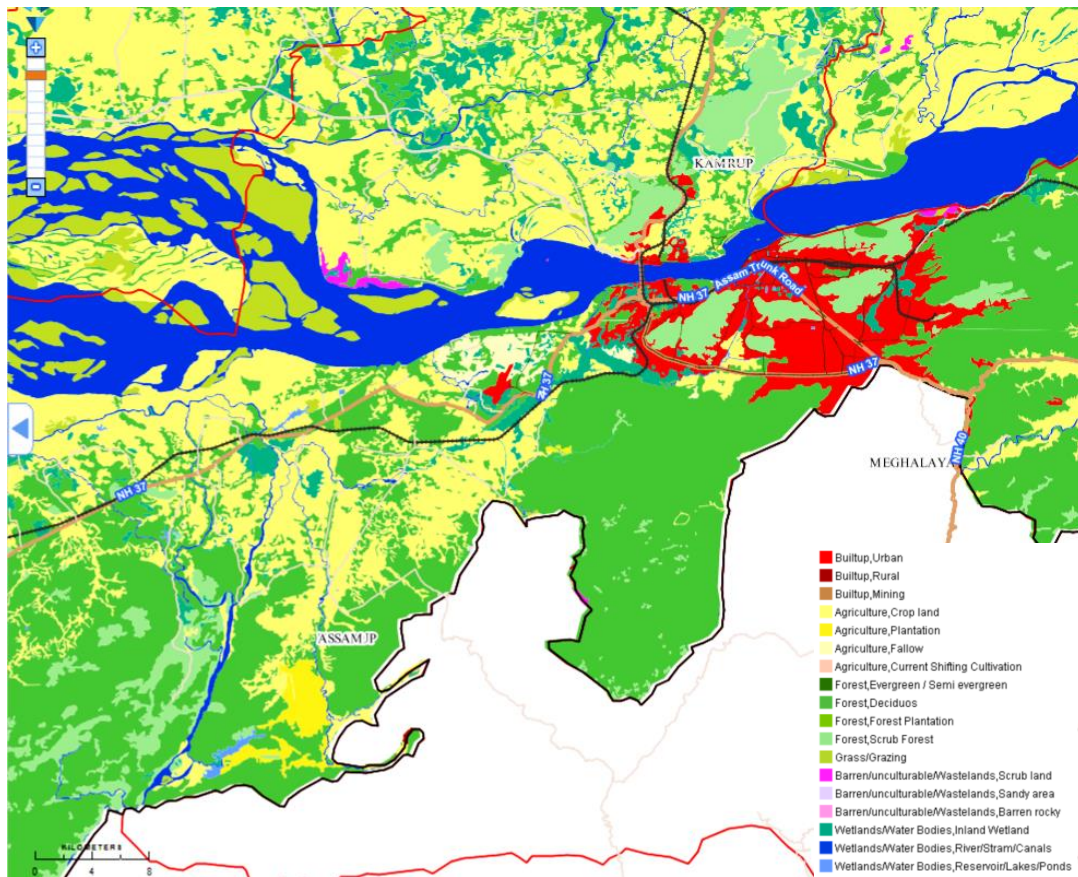 KAMRUP
Assam Trunk Road
NH 37
NH 37
NH 37
MEGHALAYA
NH 40
NH 37
ASSAM
Builtup,Urban
Builtup,Rural
Builtup,Mining
Agriculture,Crop land
Agriculture,Plantation
Agriculture,Fallow
Agriculture,Current Shifting Cultivation
Forest,Evergreen / Semi evergreen
Forest,Deciduos
Forest,Forest Plantation
Forest,Scrub Forest
Grass/Grazing
Barren/unculturable/Wastelands,Scrub land
Barren/unculturable/Wastelands,Sandy area
Barren/unculturable/Wastelands,Barren rocky
Wetlands/Water Bodies,Inland Wetland
Wetlands/Water Bodies,River/Stram/Canals
Wetlands/Water Bodies,Reservoir/Lakes/Ponds
KILOMETERS
0 4 8